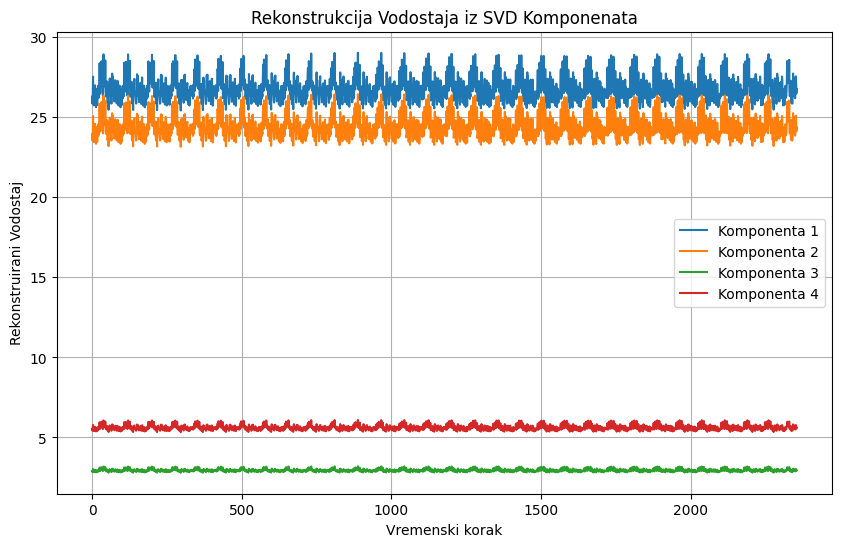 Rekonstrukcija Vodostaja iz SVD Komponenata
Rekonstruirani Vodostaj
30
25
20
15
10
5
Komponenta 1
Komponenta 2
Komponenta 3
Komponenta 4
0
500
1000
1500
2000
Vremenski korak